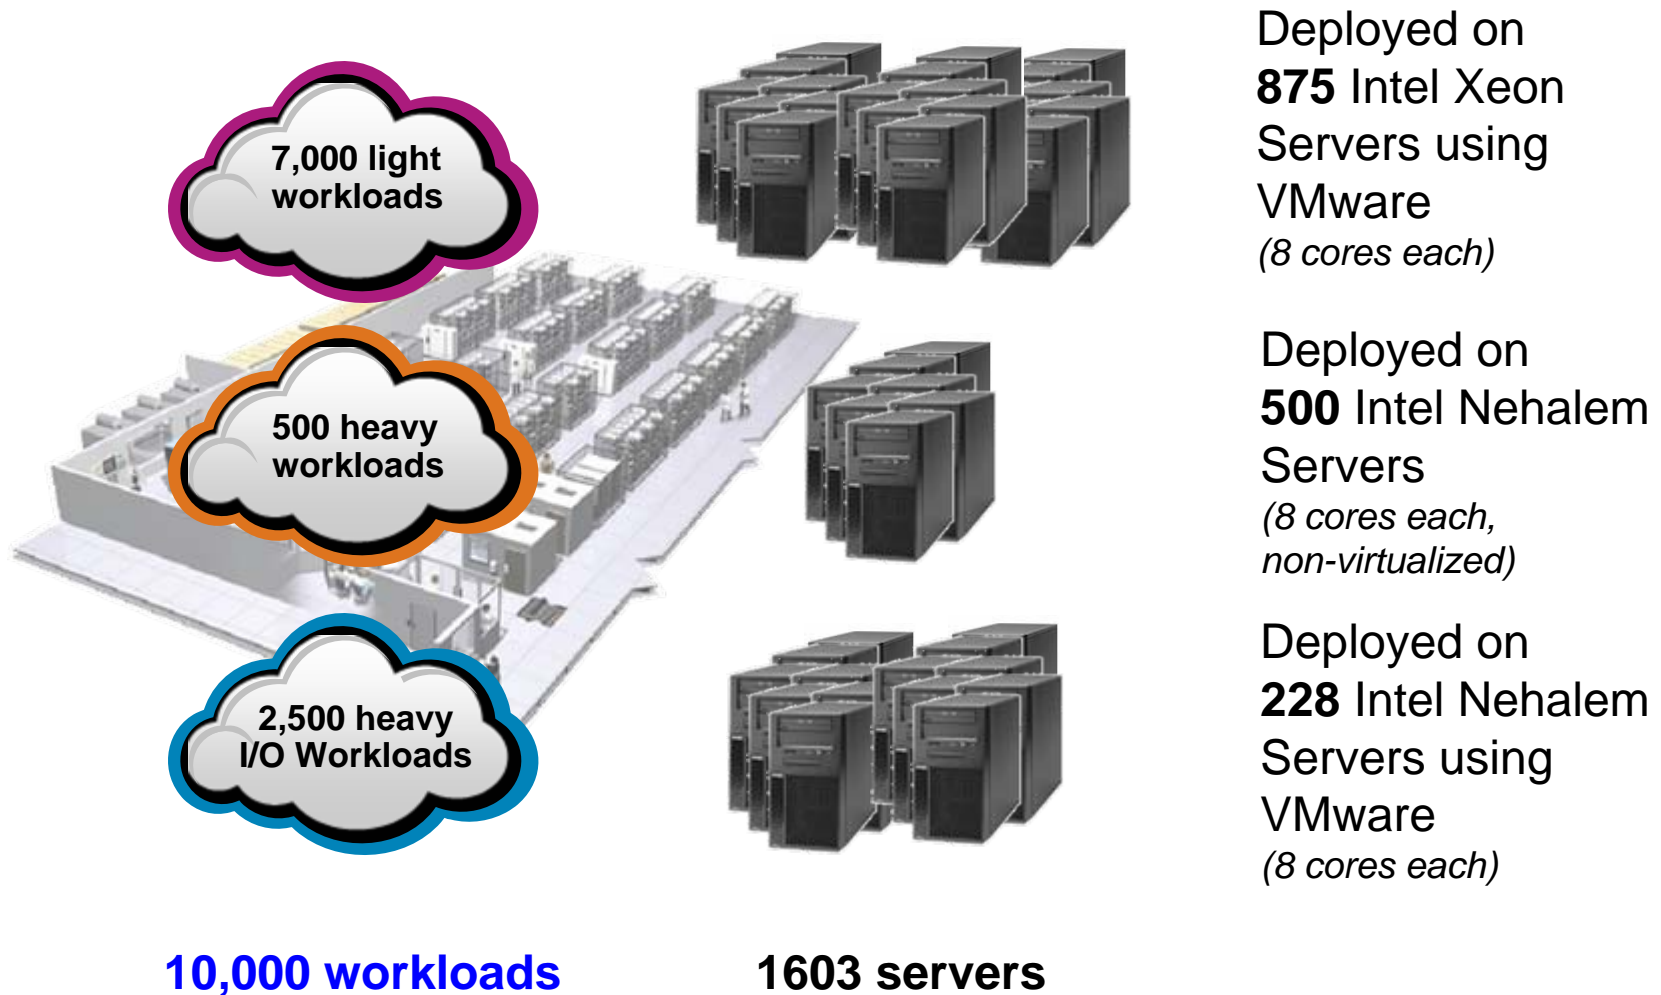 7,000 light
workloads
Deployed on
875 Intel Xeon
Servers using
VMware
(8 cores each)
500 heavy
workloads
Deployed on
500 Intel Nehalem
Servers
(8 cores each,
non-virtualized)
2,500 heavy
I/O Workloads
Deployed on
228 Intel Nehalem
Servers using
VMware
(8 cores each)
10,000 workloads
1603 servers